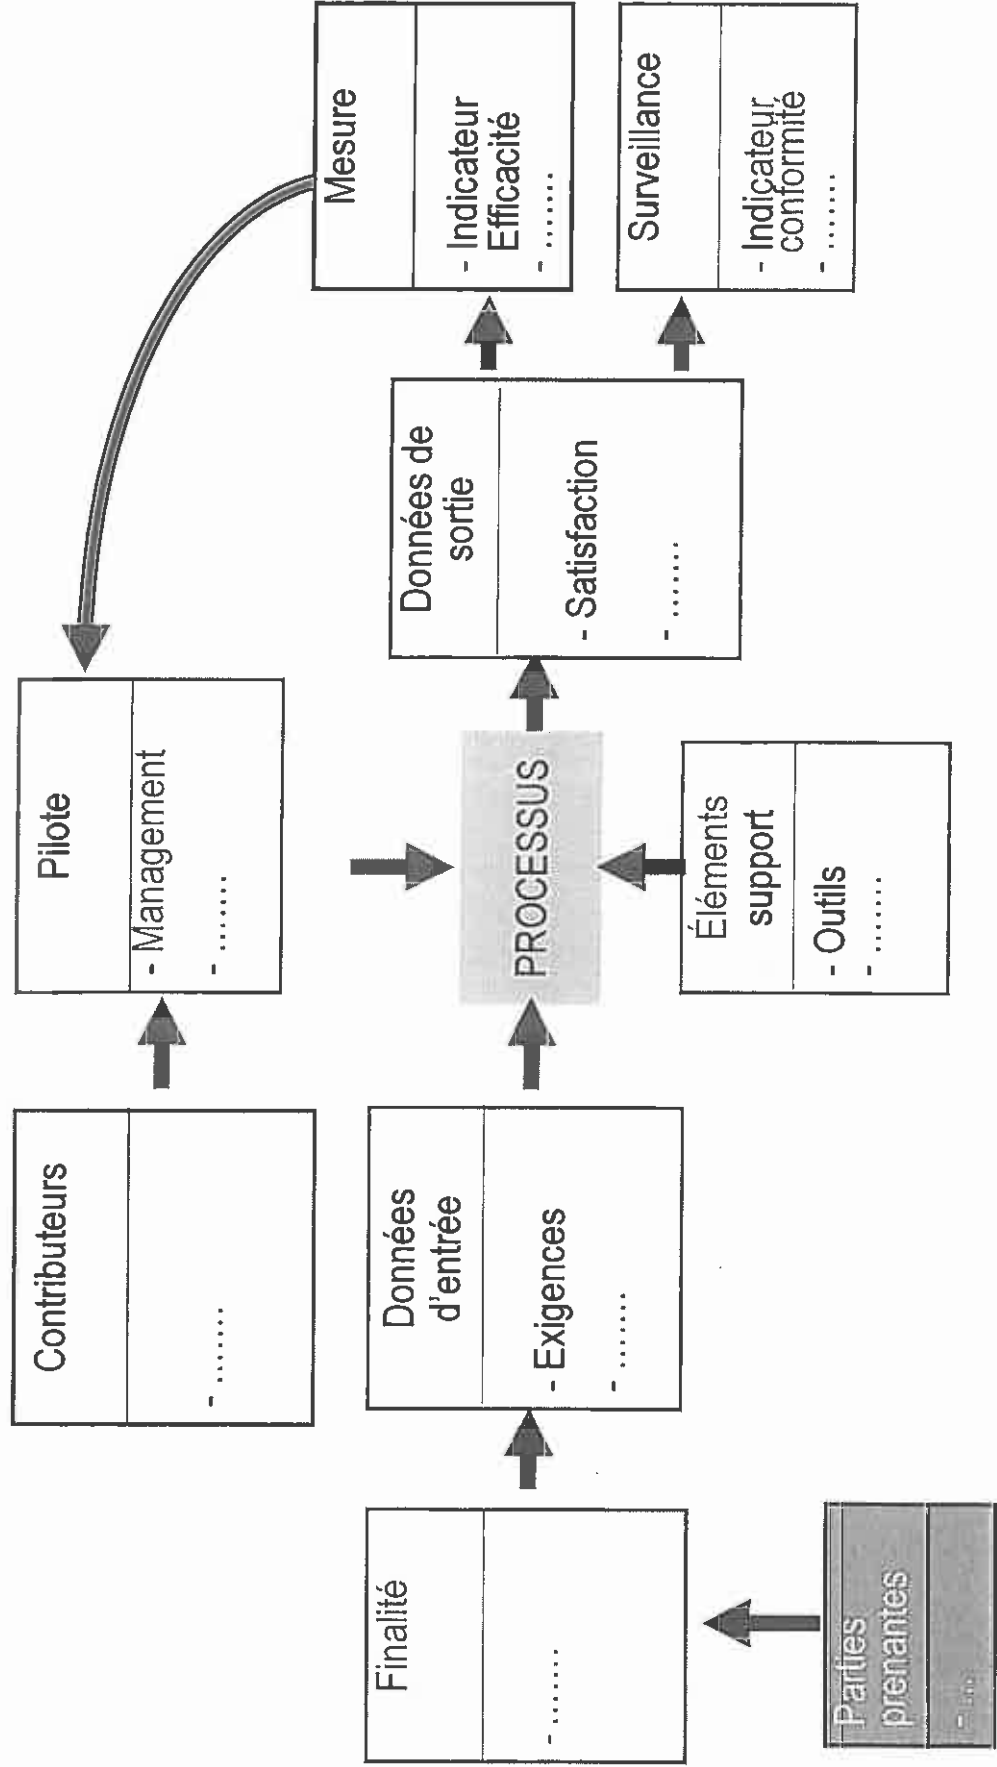 Contributeurs
- .......
Pilote
- Management
- .......
Mesure
- Indicateur
Efficacité
- .......
Finalité
- .......
Données
d'entrée
- Exigences
- .......
PROCESSUS
Données de
sortie
- Satisfaction
- .......
Surveillance
- Indicateur
conformité
- .......
Parties
prenantes
- ...
Éléments
support
- Outils
- .......